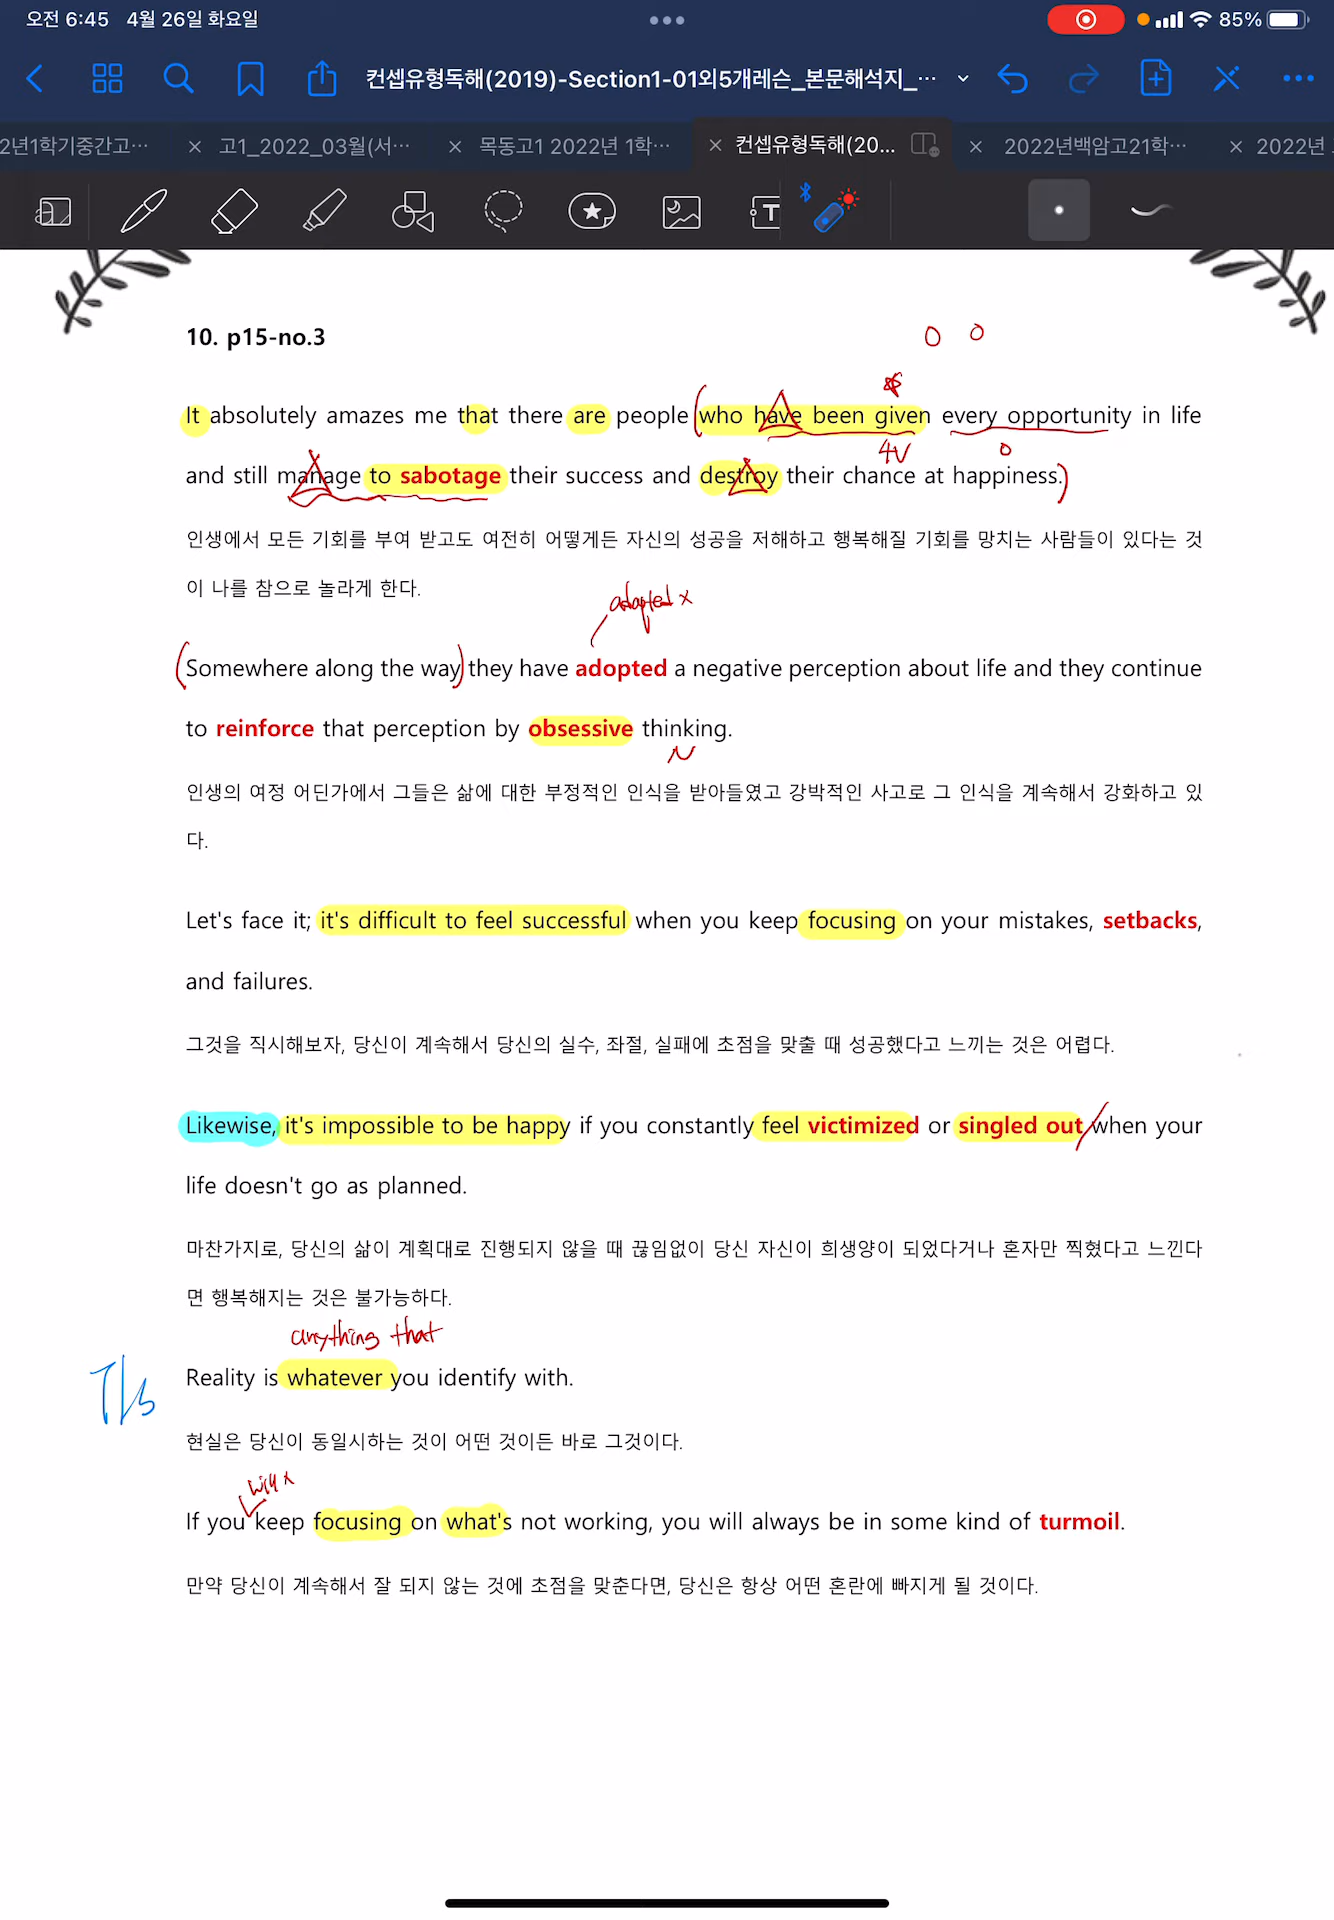 오전 6:45 4월 26일 화요일
85%
컨셉유형독해(2019)-Section1-01외5개레슨_본문해석지_···
2년1학기중간고··· × 고1_2022_03월(서··· × 목동고1 2022년 1학··· × 컨셉유형독해(20... × 2022년백암고21학··· × 2022년
T
10. p15-no.3
O O
It absolutely amazes me that there are people (who have been given every opportunity in life
4V O
and still manage to sabotage their success and destroy their chance at happiness.)
인생에서 모든 기회를 부여 받고도 여전히 어떻게든 자신의 성공을 저해하고 행복해질 기회를 망치는 사람들이 있다는 것
이 나를 참으로 놀라게 한다.
adapted x
(Somewhere along the way) they have adopted a negative perception about life and they continue
to reinforce that perception by obsessive thinking.
N
인생의 여정 어딘가에서 그들은 삶에 대한 부정적인 인식을 받아들였고 강박적인 사고로 그 인식을 계속해서 강화하고 있
다.
Let's face it; it's difficult to feel successful when you keep focusing on your mistakes, setbacks,
and failures.
그것을 직시해보자, 당신이 계속해서 당신의 실수, 좌절, 실패에 초점을 맞출 때 성공했다고 느끼는 것은 어렵다.
Likewise, it's impossible to be happy if you constantly feel victimized or singled out / when your
life doesn't go as planned.
마찬가지로, 당신의 삶이 계획대로 진행되지 않을 때 끊임없이 당신 자신이 희생양이 되었다거나 혼자만 찍혔다고 느낀다
면 행복해지는 것은 불가능하다.
anything that
Reality is whatever you identify with.
현실은 당신이 동일시하는 것이 어떤 것이든 바로 그것이다.
will x
If you keep focusing on what's not working, you will always be in some kind of turmoil.
만약 당신이 계속해서 잘 되지 않는 것에 초점을 맞춘다면, 당신은 항상 어떤 혼란에 빠지게 될 것이다.